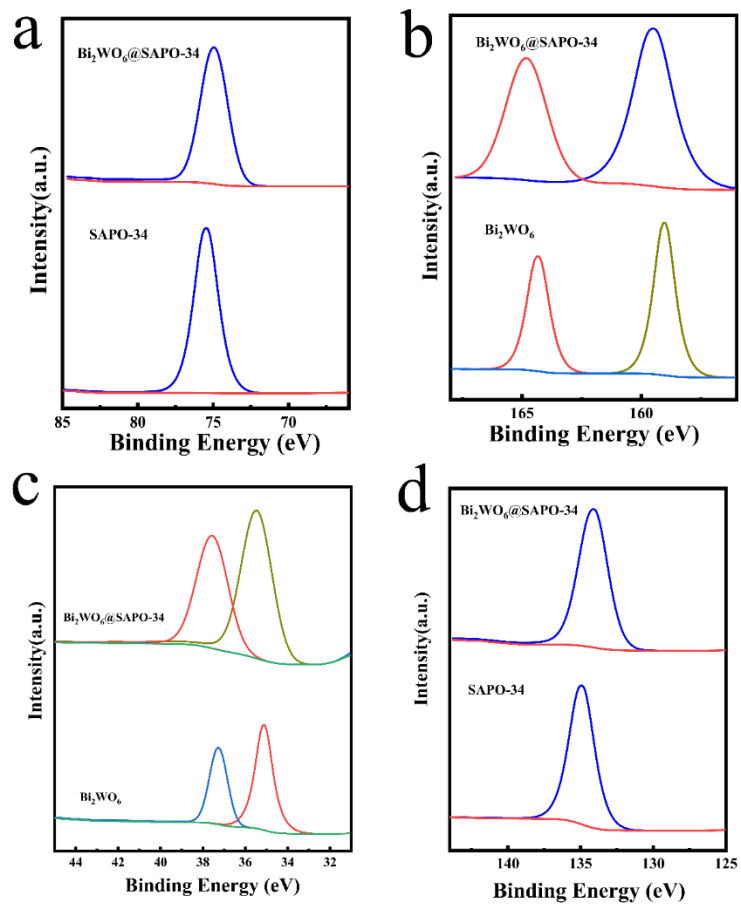 a
Bi₂WO₆@SAPO-34
SAPO-34
Intensity(a.u.)
85 80 75 70
Binding Energy (eV)
b
Bi₂WO₆@SAPO-34
Bi₂WO₆
Intensity(a.u.)
165 160
Binding Energy (eV)
c
Bi₂WO₆@SAPO-34
Bi₂WO₆
Intensity(a.u.)
44 42 40 38 36 34 32
Binding Energy (eV)
d
Bi₂WO₆@SAPO-34
SAPO-34
Intensity(a.u.)
140 135 130 125
Binding Energy (eV)